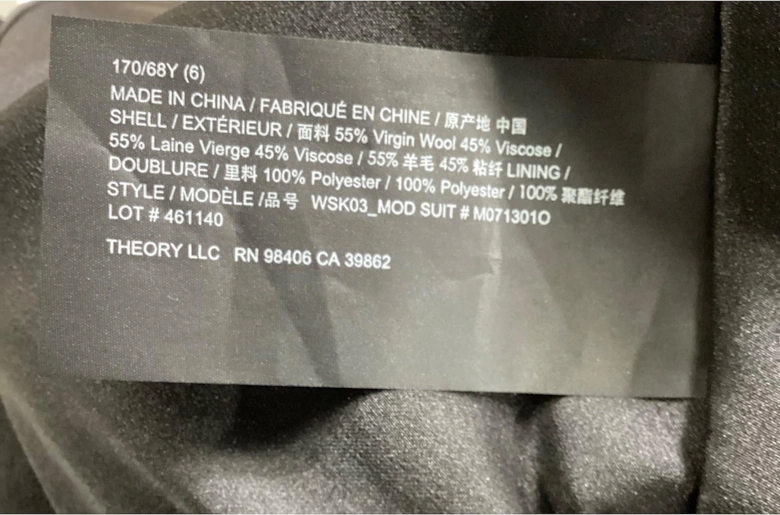 170/68Y (6)
MADE IN CHINA / FABRIQUÉ EN CHINE / 原产地 中国
SHELL / EXTÉRIEUR / 面料 55% Virgin Wool 45% Viscose /
55% Laine Vierge 45% Viscose / 55% 羊毛 45% 粘纤 LINING /
DOUBLURE / 里料 100% Polyester / 100% Polyester / 100% 聚酯纤维
STYLE / MODÈLE /品号 WSK03_MOD SUIT # M071301O
LOT # 461140
THEORY LLC RN 98406 CA 39862